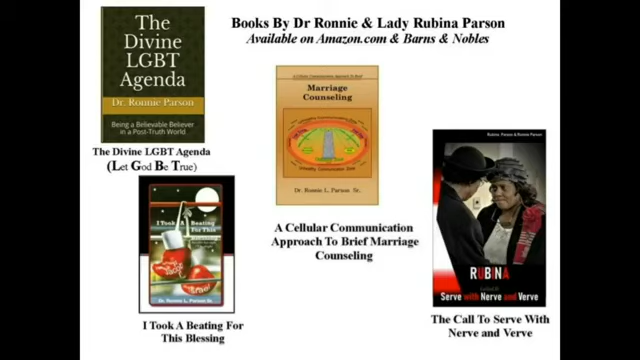 Books By Dr Ronnie & Lady Rubina Parson
Available on Amazon.com & Barns & Nobles
The
Divine
LGBT
Agenda
Dr. Ronnie Parson
Being a Believable Believer
in a Post-Truth World
The Divine LGBT Agenda
(Let God Be True)
Marriage
Counseling
Dr. Ronnie L. Parson Sr.
A Cellular Communication
Approach To Brief Marriage
Counseling
I Took A Beating
For This
Dr. Ronnie L. Parson Sr.
I Took A Beating For
This Blessing
Rubina, Parson & Ronnie Parson
RUBINA
Serve with Nerve and Verve
The Call To Serve With
Nerve and Verve